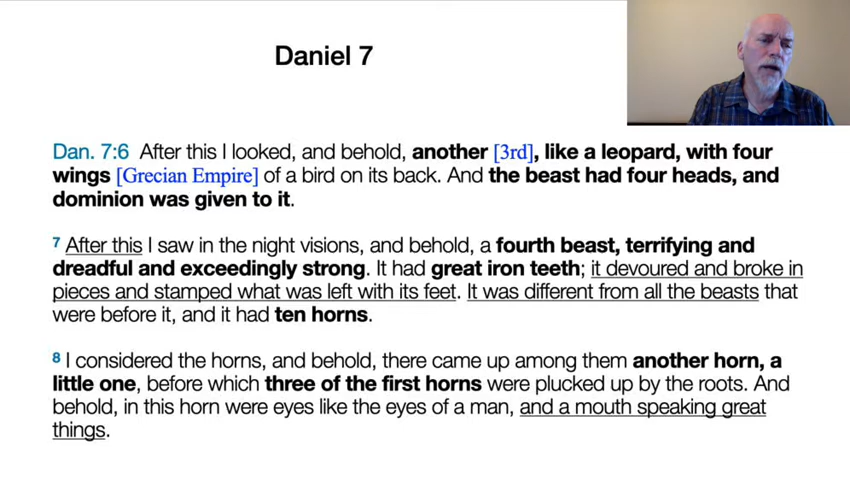 Daniel 7
Dan. 7:6 After this I looked, and behold, another [3rd], like a leopard, with four
wings [Grecian Empire] of a bird on its back. And the beast had four heads, and
dominion was given to it.
7 After this I saw in the night visions, and behold, a fourth beast, terrifying and
dreadful and exceedingly strong. It had great iron teeth; it devoured and broke in
pieces and stamped what was left with its feet. It was different from all the beasts that
were before it, and it had ten horns.
8 I considered the horns, and behold, there came up among them another horn, a
little one, before which three of the first horns were plucked up by the roots. And
behold, in this horn were eyes like the eyes of a man, and a mouth speaking great
things.